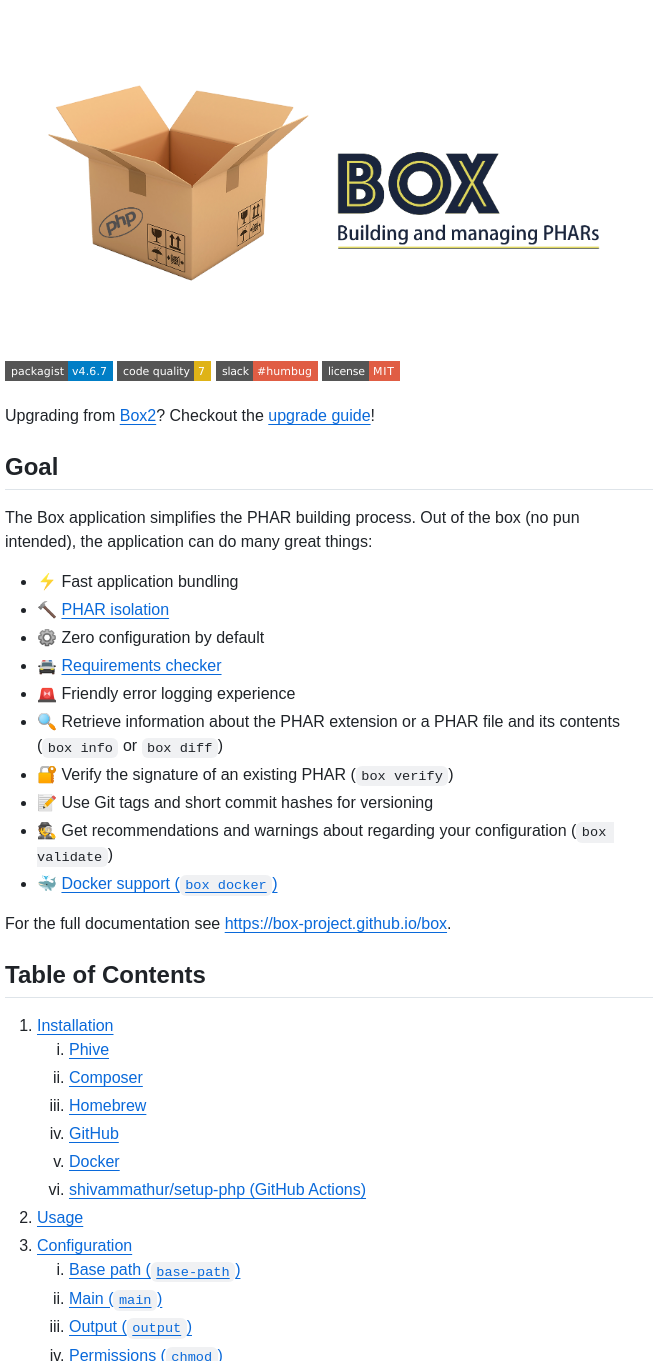 php
BOX
Building and managing PHARs
packagist v4.6.7 code quality 7 slack #humbug license MIT
Upgrading from Box2? Checkout the upgrade guide!
Goal
The Box application simplifies the PHAR building process. Out of the box (no pun
intended), the application can do many great things:
• ⚡ Fast application bundling
• 🔨 PHAR isolation
• ⚙️ Zero configuration by default
• 🚔 Requirements checker
• 🚨 Friendly error logging experience
• 🔍 Retrieve information about the PHAR extension or a PHAR file and its contents
(box info or box diff)
• 🔐 Verify the signature of an existing PHAR (box verify)
• 📝 Use Git tags and short commit hashes for versioning
• 🕵️ Get recommendations and warnings about regarding your configuration (box
validate)
• 🐳 Docker support (box docker)
For the full documentation see https://box-project.github.io/box.
Table of Contents
1. Installation
i. Phive
ii. Composer
iii. Homebrew
iv. GitHub
v. Docker
vi. shivammathur/setup-php (GitHub Actions)
2. Usage
3. Configuration
i. Base path (base-path)
ii. Main (main)
iii. Output (output)
iv. Permissions (chmod)